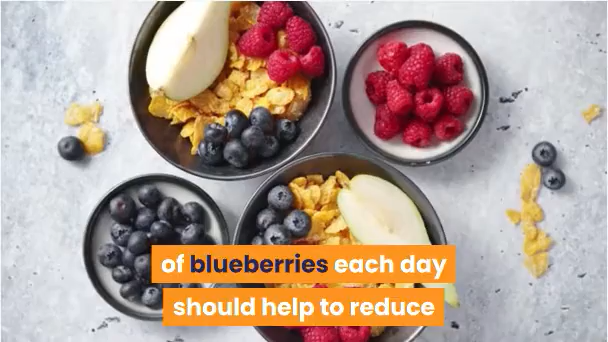 of blueberries each day
should help to reduce